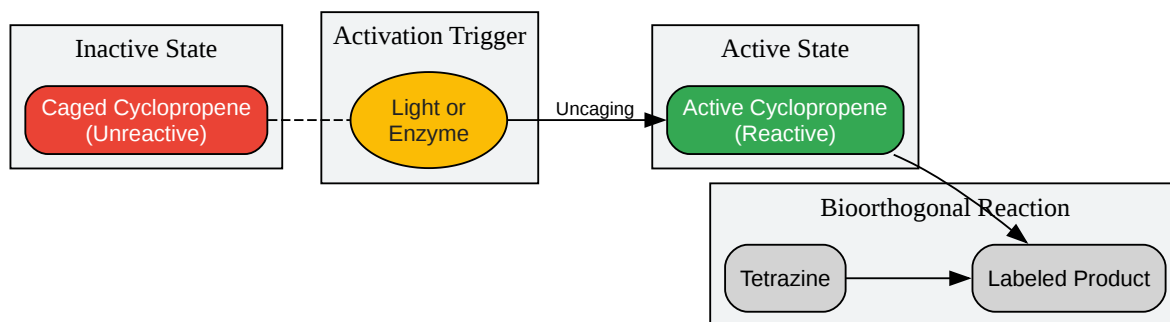 Inactive State
Caged Cyclopropene
(Unreactive)
Activation Trigger
Light or
Enzyme
Uncaging
Active State
Active Cyclopropene
(Reactive)
Bioorthogonal Reaction
Tetrazine
Labeled Product